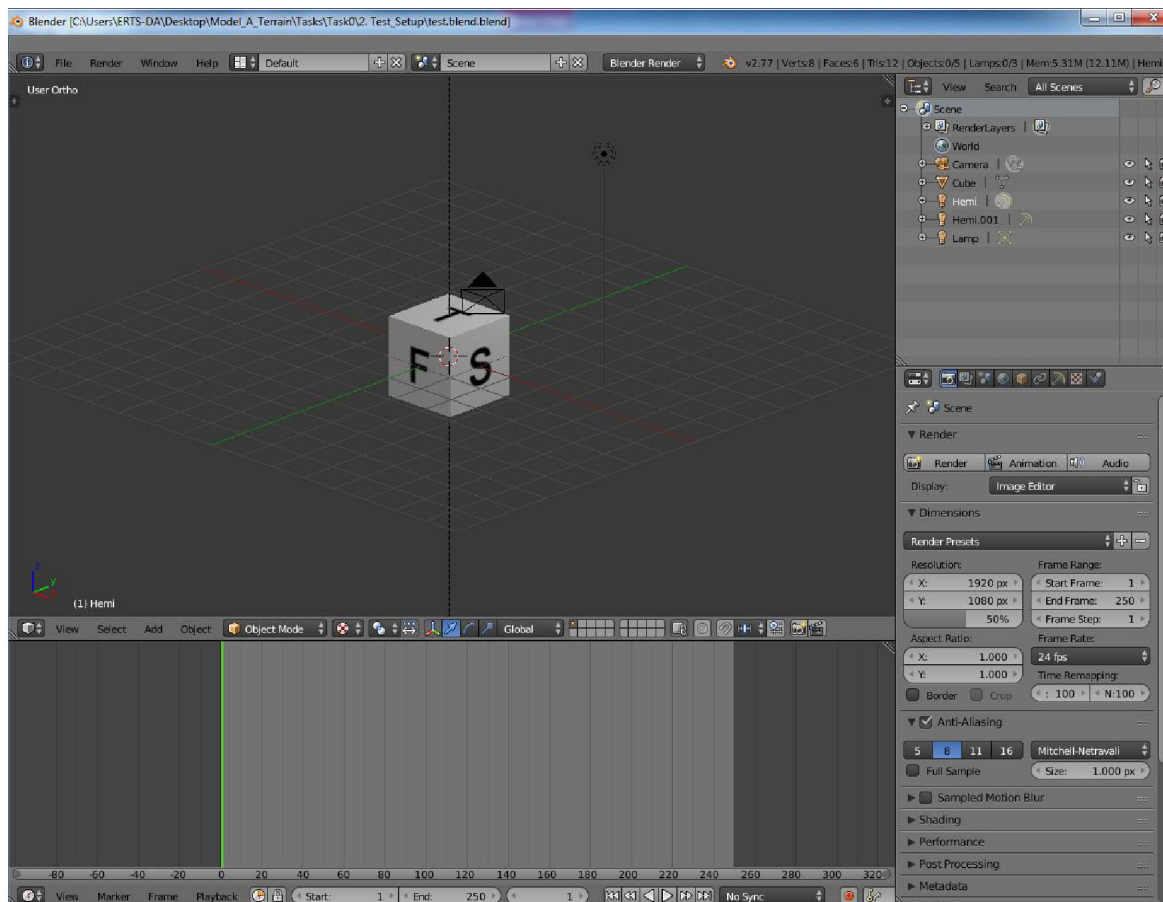 Blender [C:\Users\ERTS-DA\Desktop\Model_A_Terrain\Tasks\Task0\2. Test_Setup\test.blend.blend]
File Render Window Help Default Scene Blender Render v2.77 | Verts:8 | Faces:6 | Tris:12 | Objects:0/5 | Lamps:0/3 | Mem:5.31M (12.11M) | Hemi
User Ortho
T
F S
z
y
(1) Hemi
View Select Add Object Object Mode Global
-80 -60 -40 -20 0 20 40 60 80 100 120 140 160 180 200 220 240 260 280 300 320
View Marker Frame Playback Start: 1 End: 250 1 No Sync
View Search All Scenes
Scene
RenderLayers |
World
Camera |
Cube |
Hemi |
Hemi.001 |
Lamp |
Scene
Render
Render Animation Audio
Display: Image Editor
Dimensions
Render Presets
Resolution: Frame Range:
X: 1920 px Start Frame: 1
Y: 1080 px End Frame: 250
50% Frame Step: 1
Aspect Ratio: Frame Rate:
X: 1.000 24 fps
Y: 1.000 Time Remapping:
Border Crop : 100 N:100
Anti-Aliasing
5 8 11 16 Mitchell-Netravali
Full Sample Size: 1.000 px
Sampled Motion Blur
Shading
Performance
Post Processing
Metadata